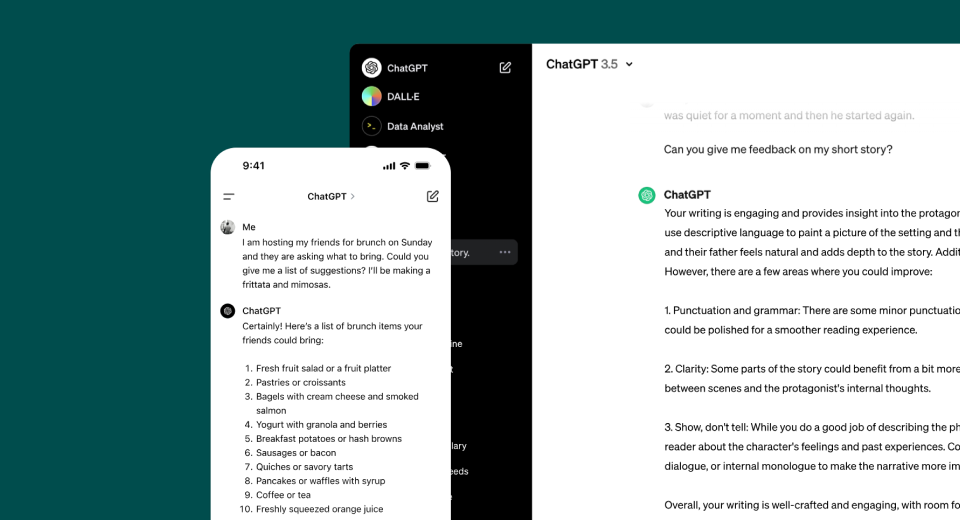 ChatGPT
DALL·E
Data Analyst
tory.
ine
t
lary
eeds
e
9:41
ChatGPT
Me
I am hosting my friends for brunch on Sunday
and they are asking what to bring. Could you
give me a list of suggestions? I'll be making a
frittata and mimosas.
ChatGPT
Certainly! Here's a list of brunch items your
friends could bring:
1. Fresh fruit salad or a fruit platter
2. Pastries or croissants
3. Bagels with cream cheese and smoked
salmon
4. Yogurt with granola and berries
5. Breakfast potatoes or hash browns
6. Sausages or bacon
7. Quiches or savory tarts
8. Pancakes or waffles with syrup
9. Coffee or tea
10. Freshly squeezed orange juice
ChatGPT 3.5
was quiet for a moment and then he started again.
Can you give me feedback on my short story?
ChatGPT
Your writing is engaging and provides insight into the protagon
use descriptive language to paint a picture of the setting and th
and their father feels natural and adds depth to the story. Addit
However, there are a few areas where you could improve:
1. Punctuation and grammar: There are some minor punctuatio
could be polished for a smoother reading experience.
2. Clarity: Some parts of the story could benefit from a bit more
between scenes and the protagonist's internal thoughts.
3. Show, don't tell: While you do a good job of describing the ph
reader about the character's feelings and past experiences. Co
dialogue, or internal monologue to make the narrative more im
Overall, your writing is well-crafted and engaging, with room fo